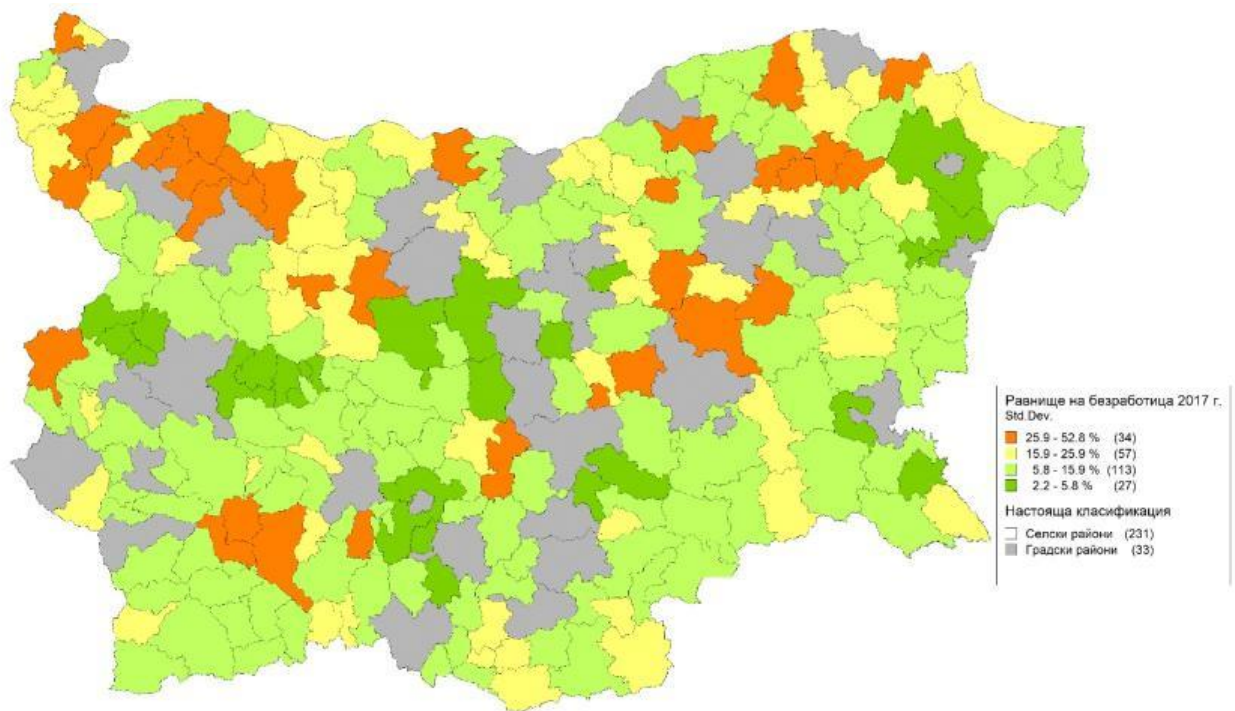 Равнище на безработица 2017 г.
Std.Dev.
25.9 - 52.8 % (34)
15.9 - 25.9 % (57)
5.8 - 15.9 % (113)
2.2 - 5.8 % (27)
Настояща класификация
Селски райони (231)
Градски райони (33)